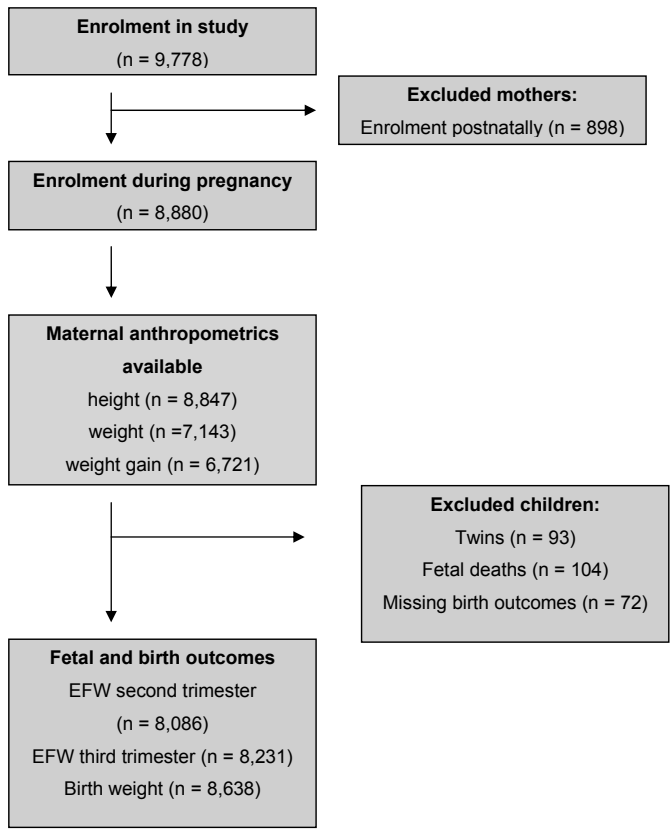 Enrolment in study
(n = 9,778)
Excluded mothers:
Enrolment postnatally (n = 898)
Enrolment during pregnancy
(n = 8,880)
Maternal anthropometrics
available
height (n = 8,847)
weight (n =7,143)
weight gain (n = 6,721)
Excluded children:
Twins (n = 93)
Fetal deaths (n = 104)
Missing birth outcomes (n = 72)
Fetal and birth outcomes
EFW second trimester
(n = 8,086)
EFW third trimester (n = 8,231)
Birth weight (n = 8,638)